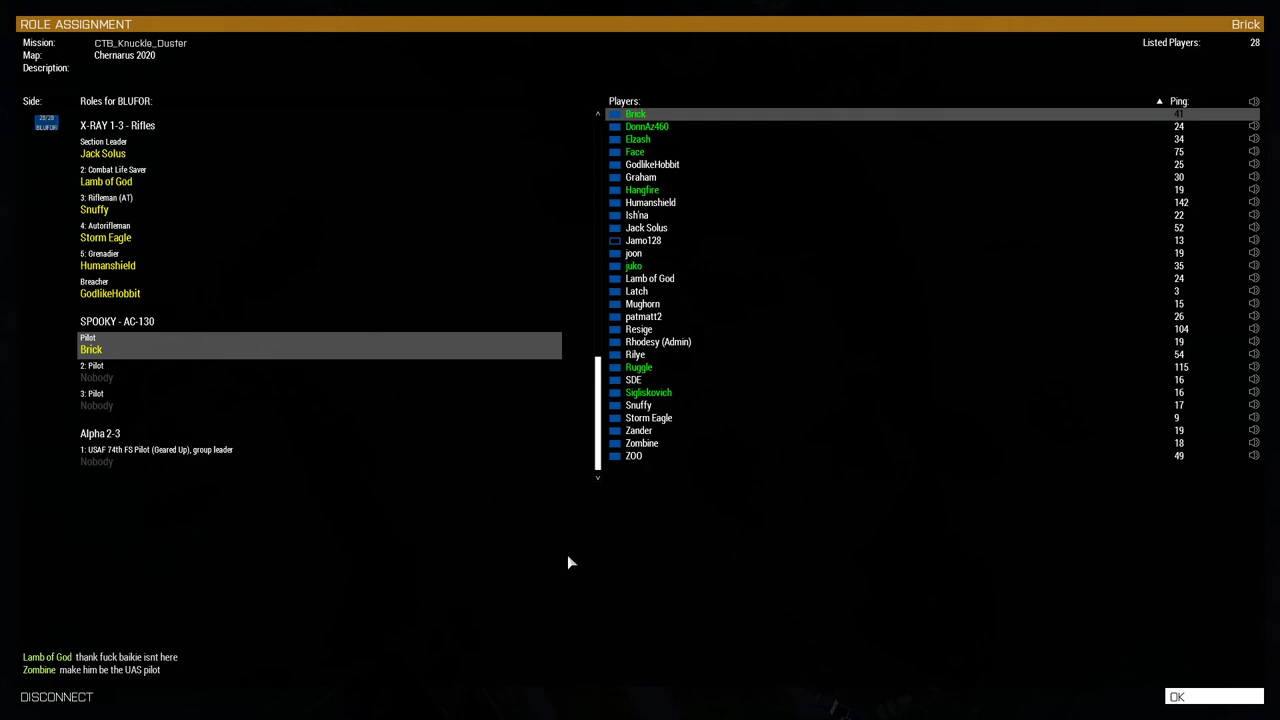 ROLE ASSIGNMENT Brick
Mission: CTB_Knuckle_Duster Listed Players: 28
Map: Chernarus 2020
Description:
Side: Roles for BLUFOR:
28/28
BLUFOR
X-RAY 1-3 - Rifles
Section Leader
Jack Solus
2: Combat Life Saver
Lamb of God
3: Rifleman (AT)
Snuffy
4: Autorifleman
Storm Eagle
5: Grenadier
Humanshield
Breacher
GodlikeHobbit
SPOOKY - AC-130
Pilot
Brick
2: Pilot
Nobody
3: Pilot
Nobody
Alpha 2-3
1: USAF 74th FS Pilot (Geared Up), group leader
Nobody
Players: Ping:
Brick 41
DonnAz460 24
Elzash 34
Face 75
GodlikeHobbit 25
Graham 30
Hangfire 19
Humanshield 142
Ish'na 22
Jack Solus 52
Jamo128 13
joon 19
juko 35
Lamb of God 24
Latch 3
Mughorn 15
patmatt2 26
Resige 104
Rhodesy (Admin) 19
Rilye 54
Ruggle 115
SDE 16
Sigliskovich 16
Snuffy 17
Storm Eagle 9
Zander 19
Zombine 18
ZOO 49
Lamb of God thank fuck baikie isnt here
Zombine make him be the UAS pilot
DISCONNECT OK